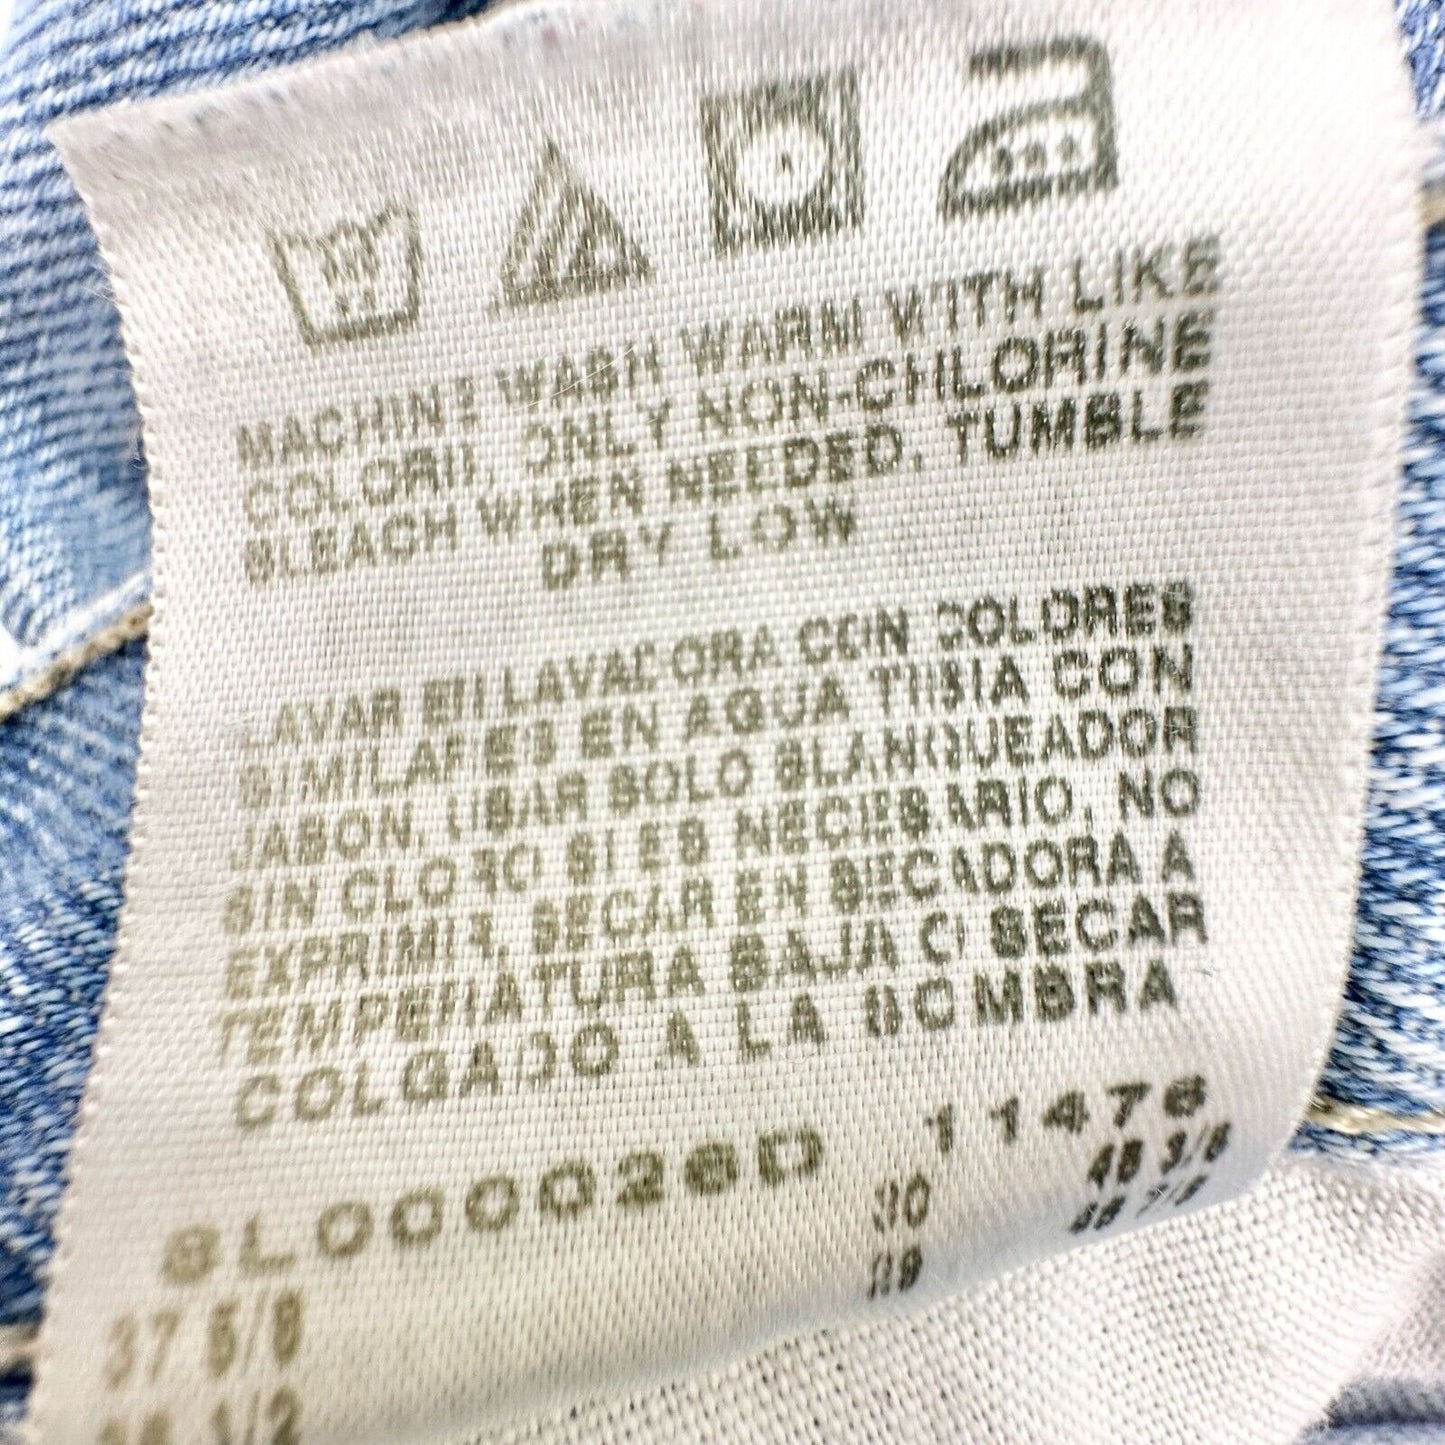 MACHINE WASH WARM WITH LIKE
COLORS, ONLY NON-CHLORINE
BLEACH WHEN NEEDED, TUMBLE
DRY LOW
LAVAR EN LAVADORA CON COLORES
SIMILARES EN AGUA TIBIA CON
JABON, USAR SOLO BLANQUEADOR
SIN CLORO SI ES NECESARIO, NO
EXPRIMIR, SECAR EN SECADORA A
TEMPERATURA BAJA O SECAR
COLGADO A LA SOMBRA
11476
37 5/8 30
1/2 29